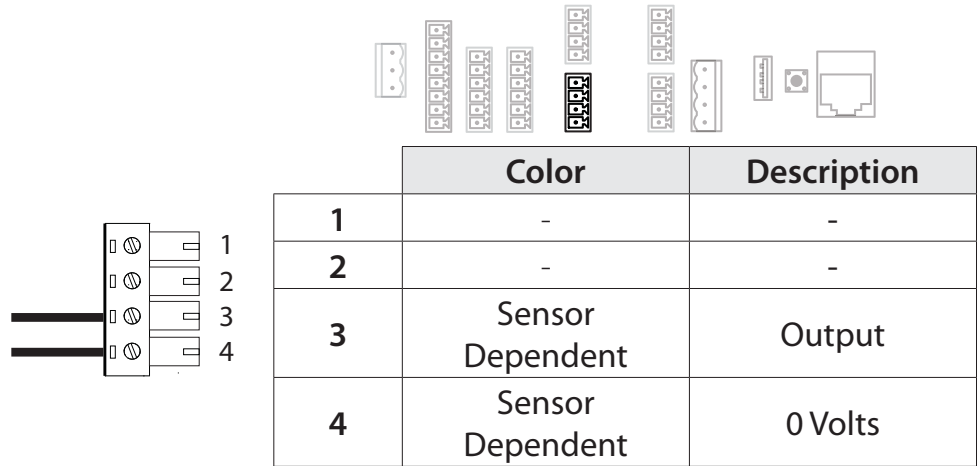 Color Description
1 - -
1
2 - -
2
3 Sensor Dependent Output
3
4 Sensor Dependent 0 Volts
4